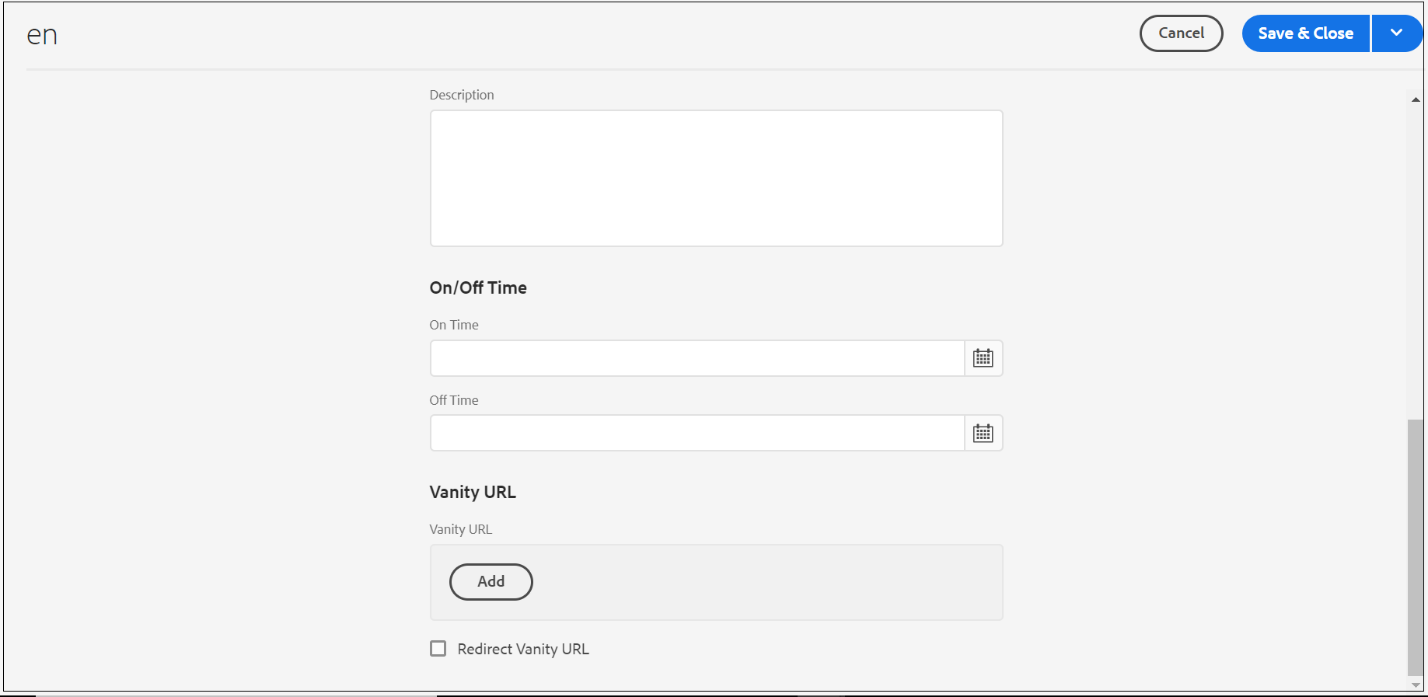 en
Cancel
Save & Close
Description
On/Off Time
On Time
Off Time
Vanity URL
Vanity URL
Add
Redirect Vanity URL